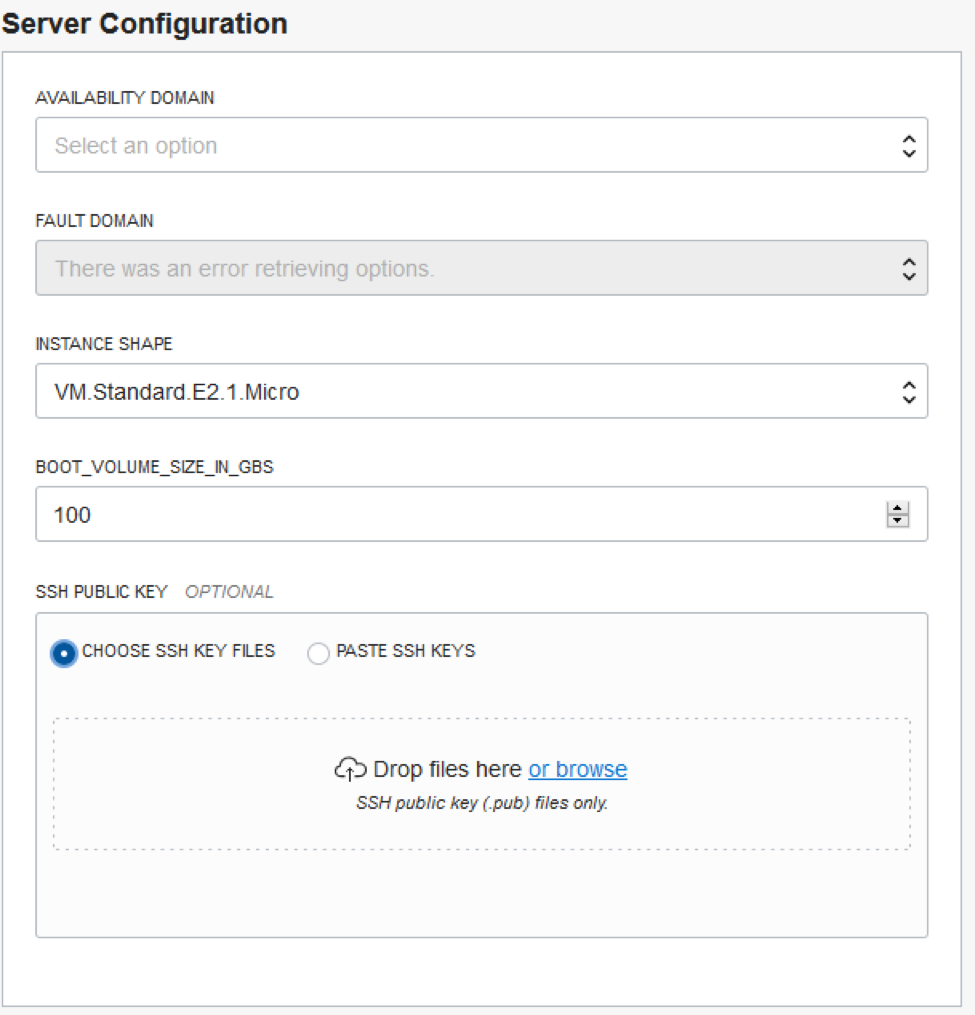 Server Configuration
AVAILABILITY DOMAIN
Select an option
FAULT DOMAIN
There was an error retrieving options.
INSTANCE SHAPE
VM.Standard.E2.1.Micro
BOOT_VOLUME_SIZE_IN_GBS
100
SSH PUBLIC KEY OPTIONAL
CHOOSE SSH KEY FILES PASTE SSH KEYS
Drop files here or browse
SSH public key (.pub) files only.